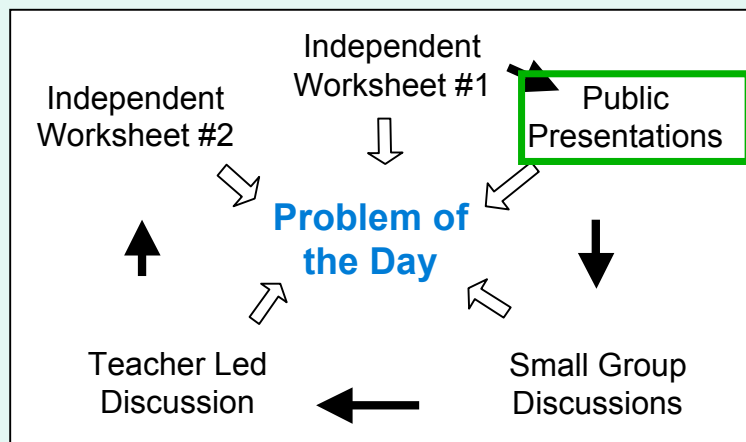 Independent
Worksheet #1
Independent
Worksheet #2
Public
Presentations
Problem of
the Day
Teacher Led
Discussion
Small Group
Discussions